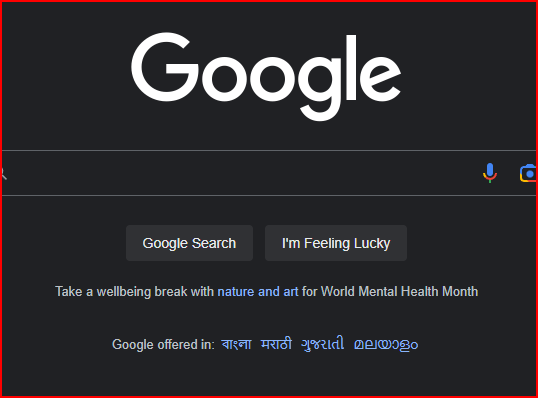 Google
Google Search I'm Feeling Lucky
Take a wellbeing break with nature and art for World Mental Health Month
Google offered in: বাংলা मराठी ગુજરાતી മലയാളം